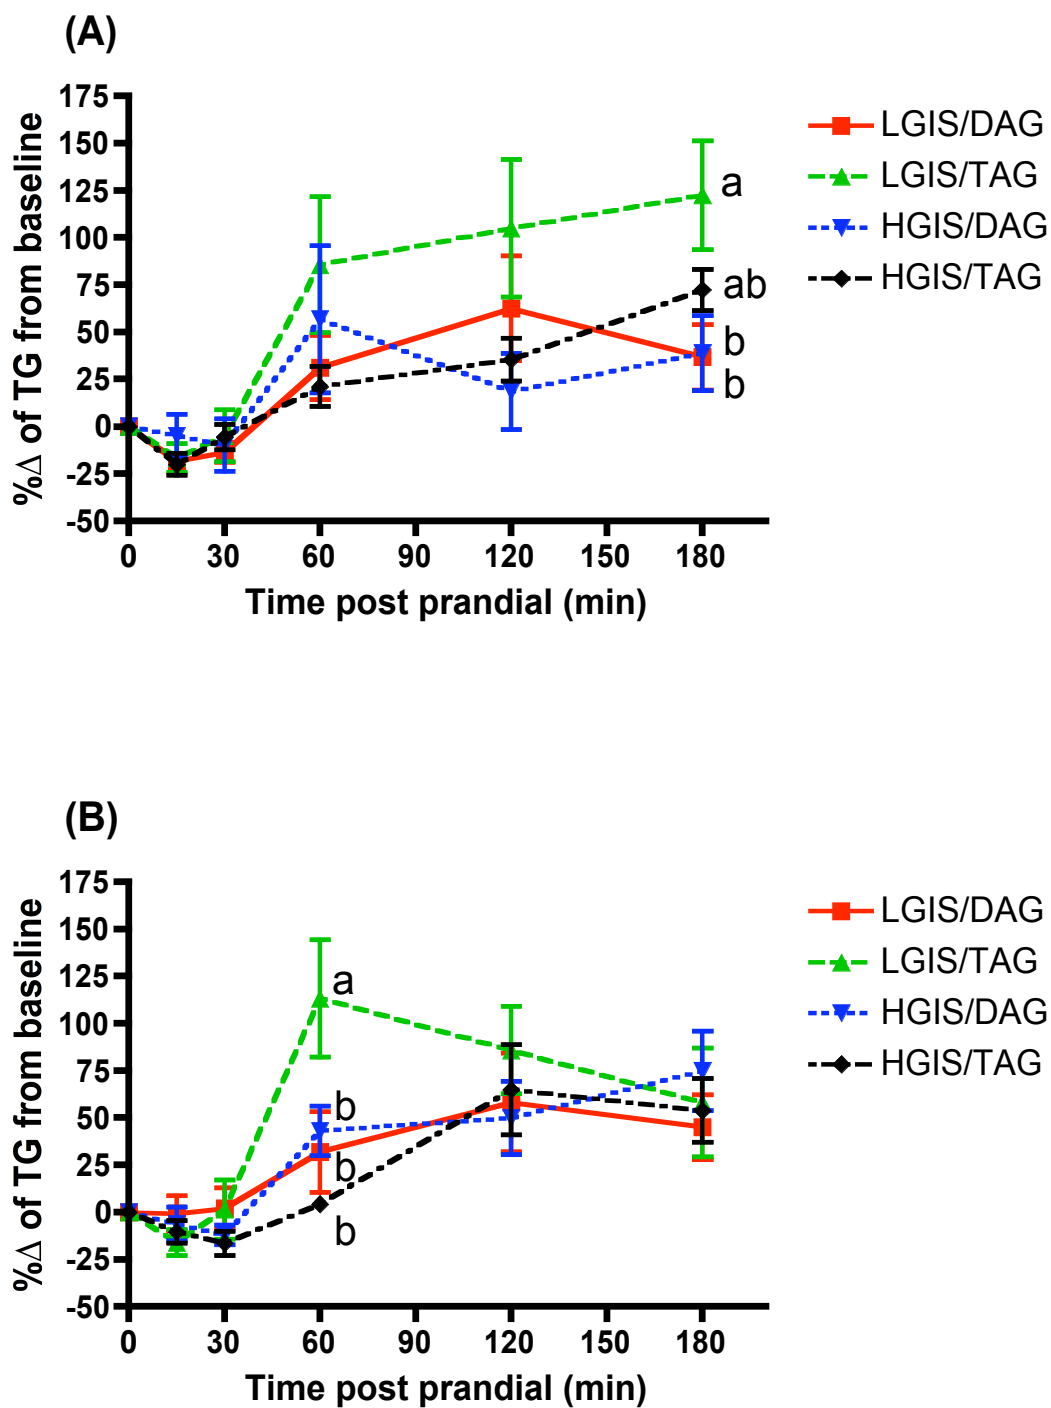 (A)
175
150
125
100
75
50
25
0
-25
-50
%Δ of TG from baseline
0 30 60 90 120 150 180
Time post prandial (min)
a
ab
b
b
LGIS/DAG
LGIS/TAG
HGIS/DAG
HGIS/TAG
(B)
175
150
125
100
75
50
25
0
-25
-50
%Δ of TG from baseline
0 30 60 90 120 150 180
Time post prandial (min)
a
b
b
b
LGIS/DAG
LGIS/TAG
HGIS/DAG
HGIS/TAG